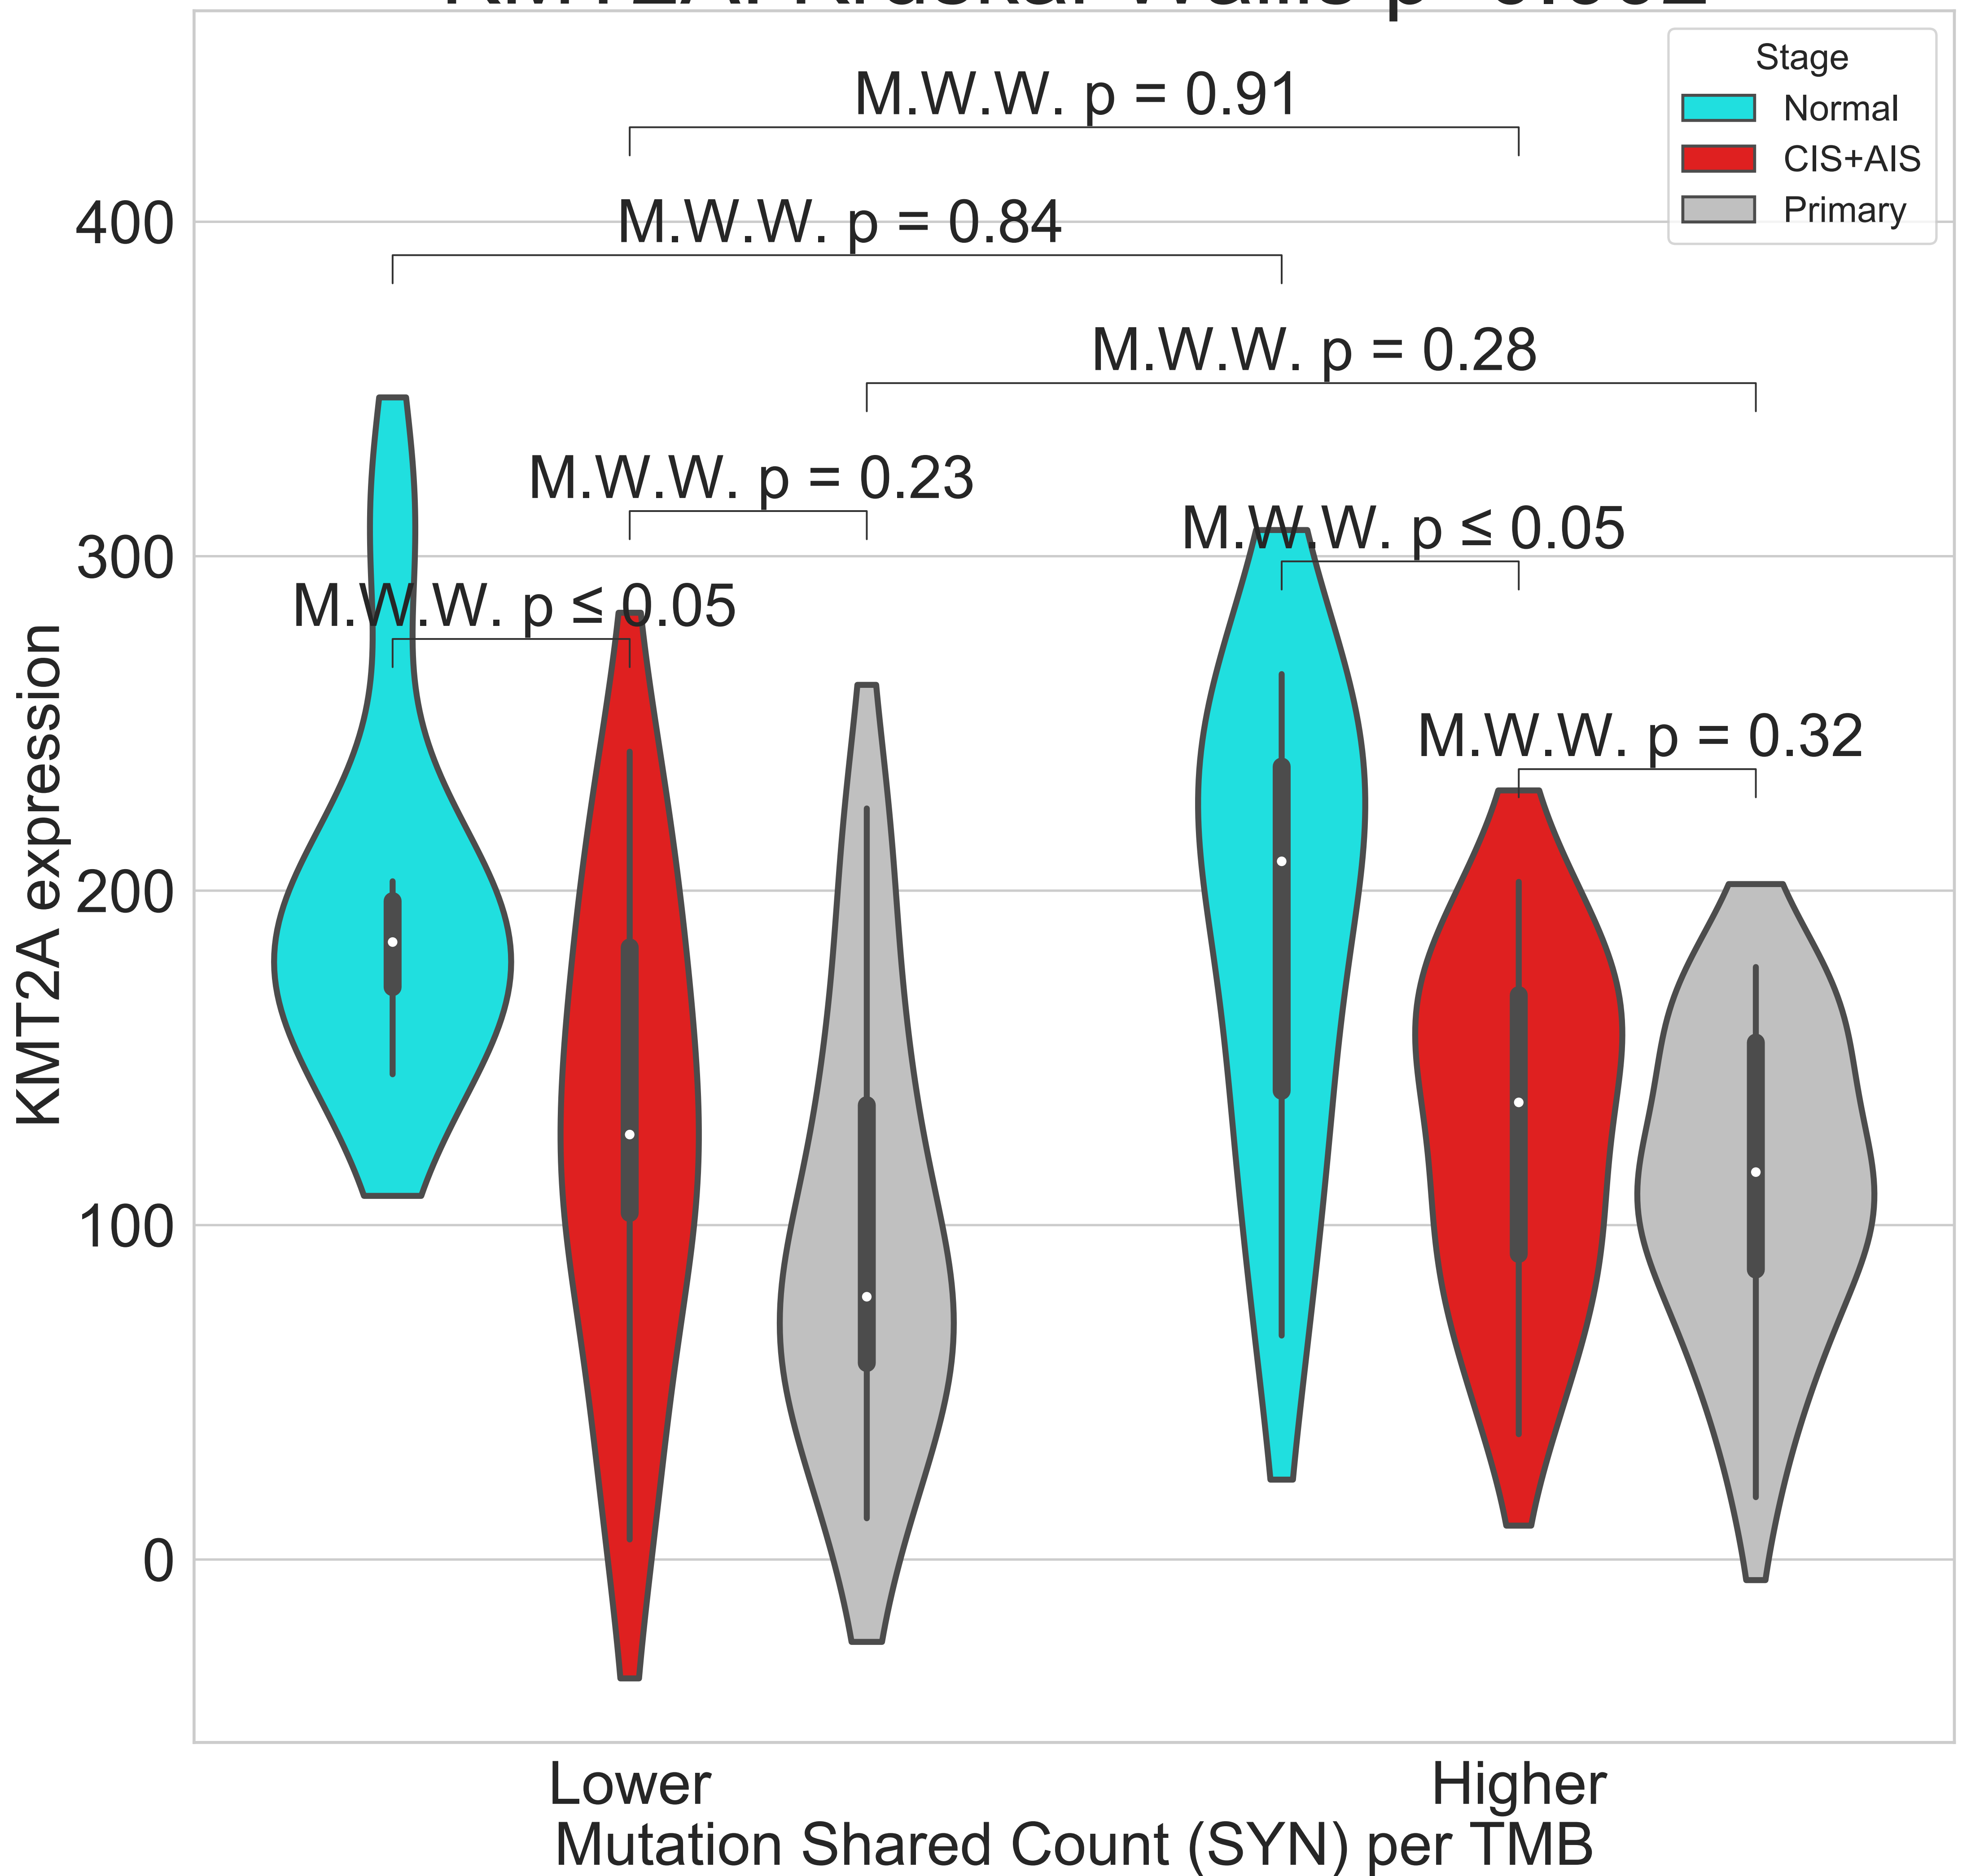 M.W.W. p = 0.91
Stage
Normal
CIS+AIS
Primary
M.W.W. p = 0.84
M.W.W. p = 0.28
M.W.W. p = 0.23
M.W.W. p ≤ 0.05
M.W.W. p ≤ 0.05
M.W.W. p = 0.32
KMT2A expression
400
300
200
100
0
Lower
Higher
Mutation Shared Count (SYN) per TMB